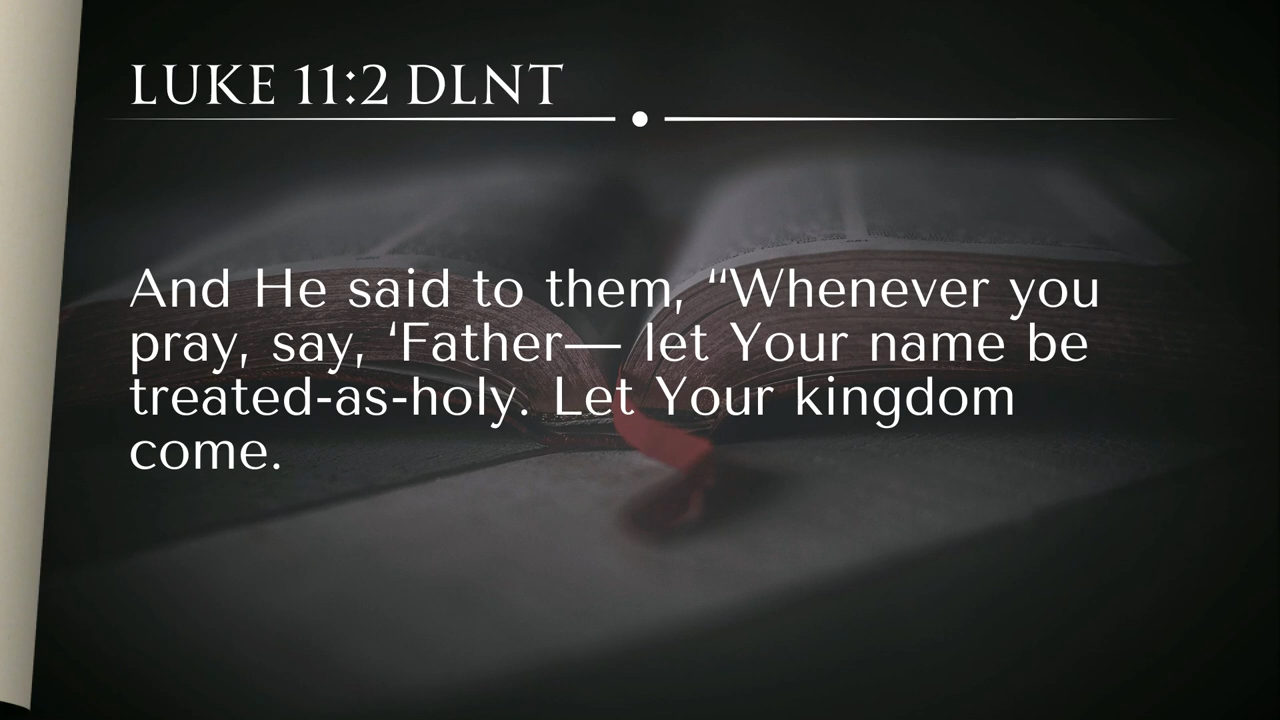 LUKE 11:2 DLNT
And He said to them, “Whenever you
pray, say, ‘Father— let Your name be
treated-as-holy. Let Your kingdom
come.